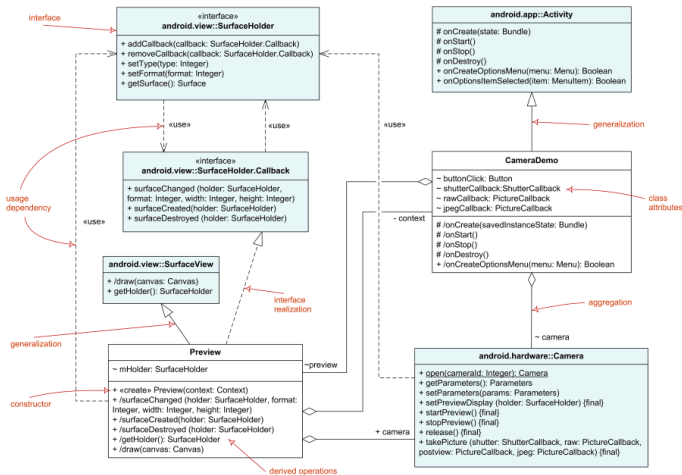 «interface»
android.view::SurfaceHolder
+ addCallback(callback: SurfaceHolder.Callback)
+ removeCallback(callback: SurfaceHolder.Callback)
+ setType(type: Integer)
+ setFormat(format: Integer)
+ getSurface(): Surface
interface
android.app::Activity
# onCreate(state: Bundle)
# onStart()
# onStop()
# onDestroy()
+ onCreateOptionsMenu(menu: Menu): Boolean
+ onOptionsItemSelected(item: MenuItem): Boolean
«use»
«use»
«use»
generalization
«interface»
android.view::SurfaceHolder.Callback
+ surfaceChanged (holder: SurfaceHolder,
format: Integer, width: Integer, height: Integer)
+ surfaceCreated(holder: SurfaceHolder)
+ surfaceDestroyed (holder: SurfaceHolder)
usage
dependency
«use»
CameraDemo
~ buttonClick: Button
~ shutterCallback:ShutterCallback
~ rawCallback: PictureCallback
~ jpegCallback: PictureCallback
# /onCreate(savedInstanceState: Bundle)
# /onStart()
# /onStop()
# /onDestroy()
+ /onCreateOptionsMenu(menu: Menu): Boolean
class
attributes
- context
android.view::SurfaceView
+ /draw(canvas: Canvas)
+ getHolder(): SurfaceHolder
interface
realization
aggregation
generalization
~ camera
Preview
~ mHolder: SurfaceHolder
+ «create» Preview(context: Context)
+ /surfaceChanged (holder: SurfaceHolder, format:
Integer, width: Integer, height: Integer)
+ /surfaceCreated(holder: SurfaceHolder)
+ /surfaceDestroyed (holder: SurfaceHolder)
+ /getHolder(): SurfaceHolder
+ /draw(canvas: Canvas)
~preview
constructor
android.hardware::Camera
+ open(cameraId: Integer): Camera
+ getParameters(): Parameters
+ setParameters(params: Parameters)
+ setPreviewDisplay (holder: SurfaceHolder) {final}
+ startPreview() {final}
+ stopPreview() {final}
+ release() {final}
+ takePicture (shutter: ShutterCallback, raw: PictureCallback,
postview: PictureCallback, jpeg: PictureCallback) {final}
+ camera
derived operations